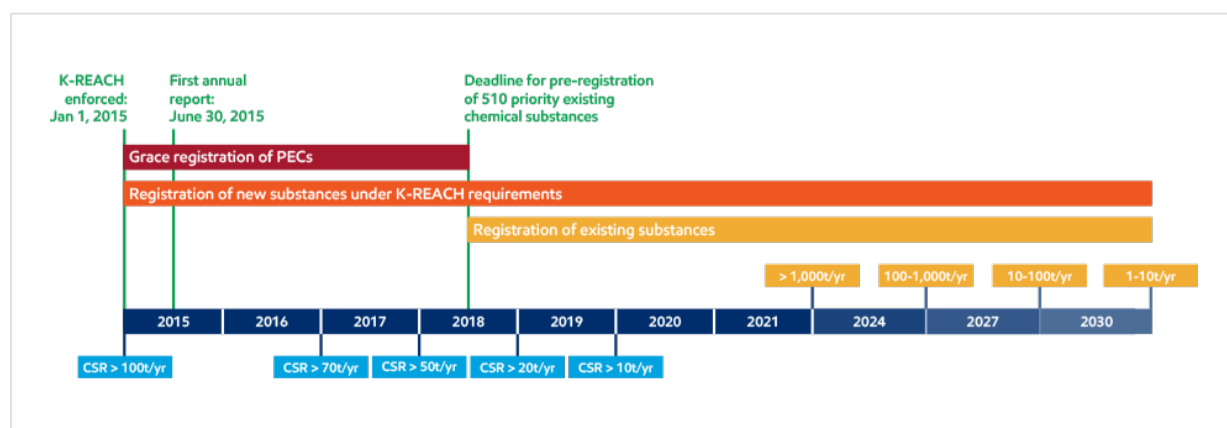 K-REACH
enforced:
Jan 1, 2015
First annual
report:
June 30, 2015
Deadline for pre-registration
of 510 priority existing
chemical substances
Grace registration of PECs
Registration of new substances under K-REACH requirements
Registration of existing substances
> 1,000t/yr
100-1,000t/yr
10-100t/yr
1-10t/yr
2015
2016
2017
2018
2019
2020
2021
2024
2027
2030
CSR > 100t/yr
CSR > 70t/yr
CSR > 50t/yr
CSR > 20t/yr
CSR > 10t/yr